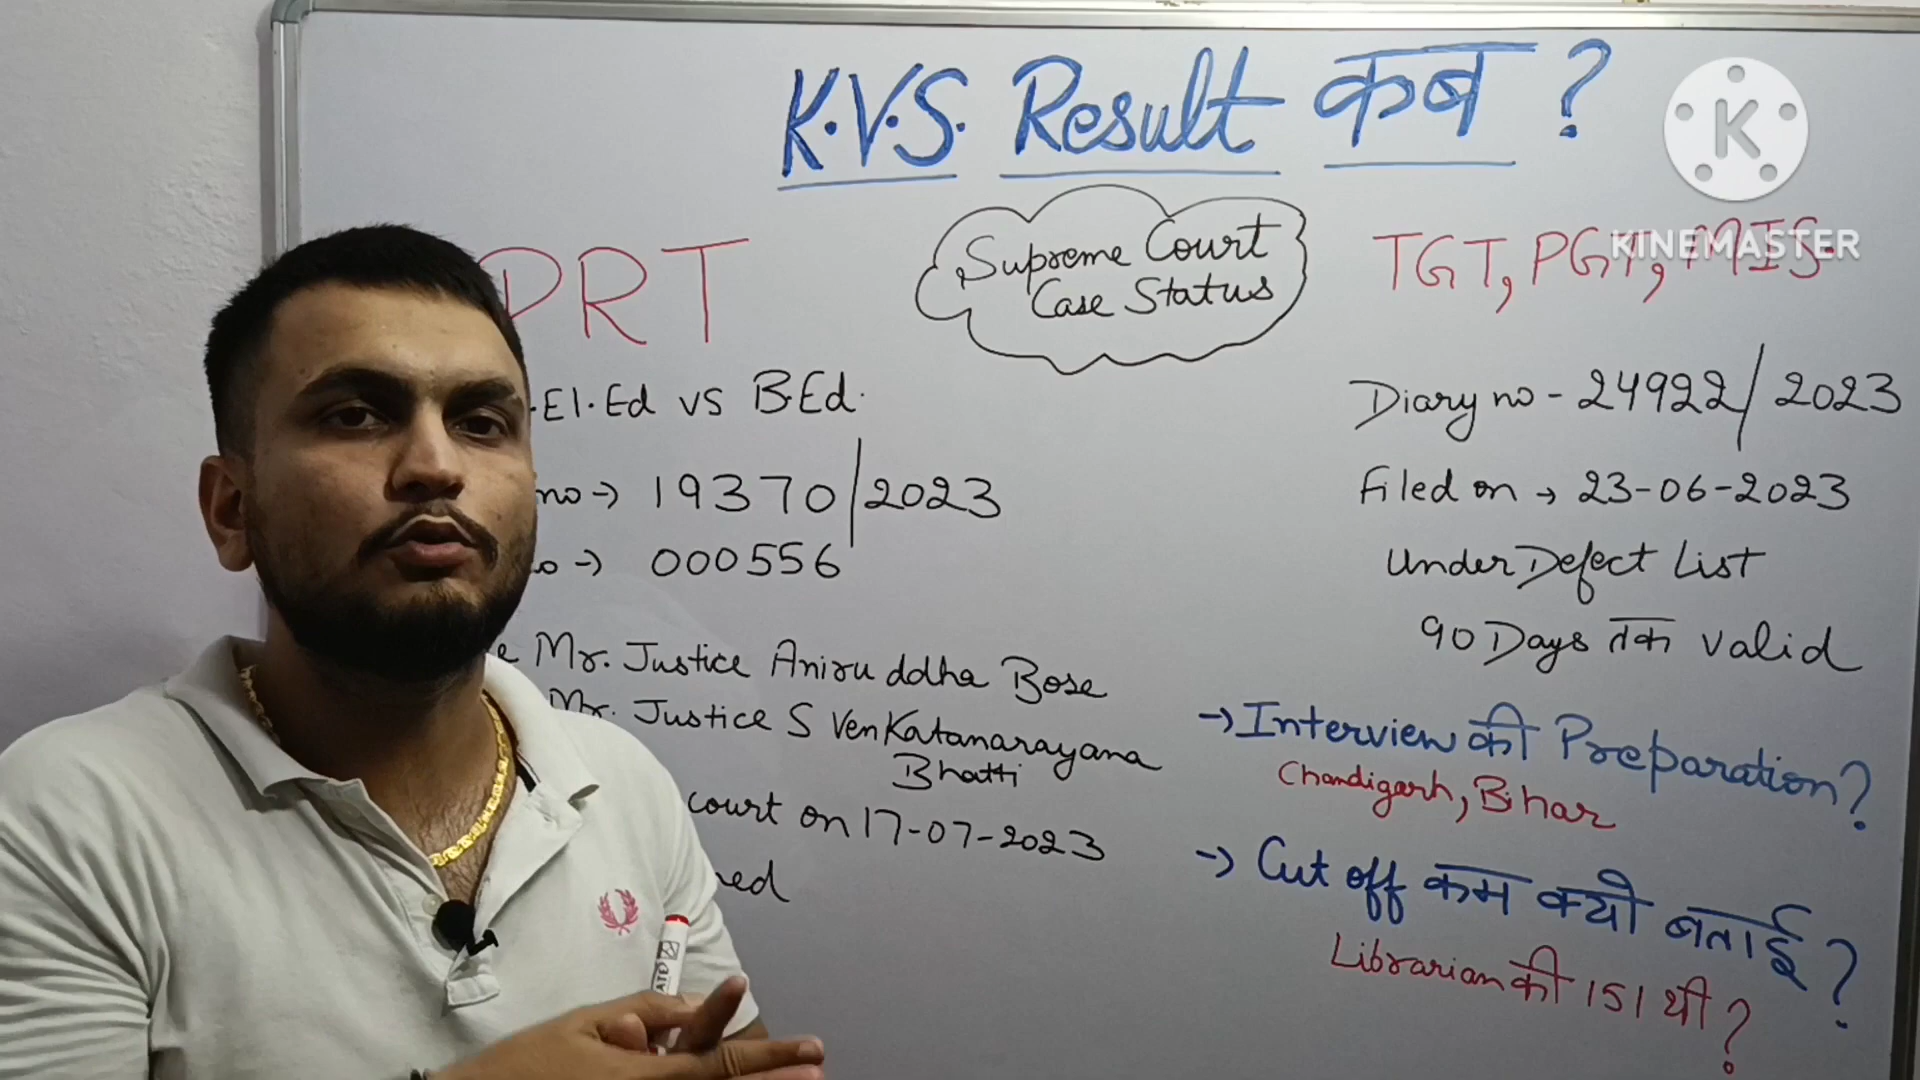 K.V.S. Result कब ?
K
KINEMASTER
Supreme Court
Case Status
PRT
.El.Ed vs B.Ed.
no → 19370/2023
→ 000556
Mr. Justice Aniruddha Bose
Mr. Justice S Venkatanarayana
Bhatti
court on 17-07-2023
TGT, PGT, MIS
Diary no - 24922/2023
Filed on → 23-06-2023
Under Defect List
90 Days तक valid
→ Interview की Preparation?
Chandigarh, Bihar
→ Cut off कम क्यों बताई ?
Librarian की 151 थी ?